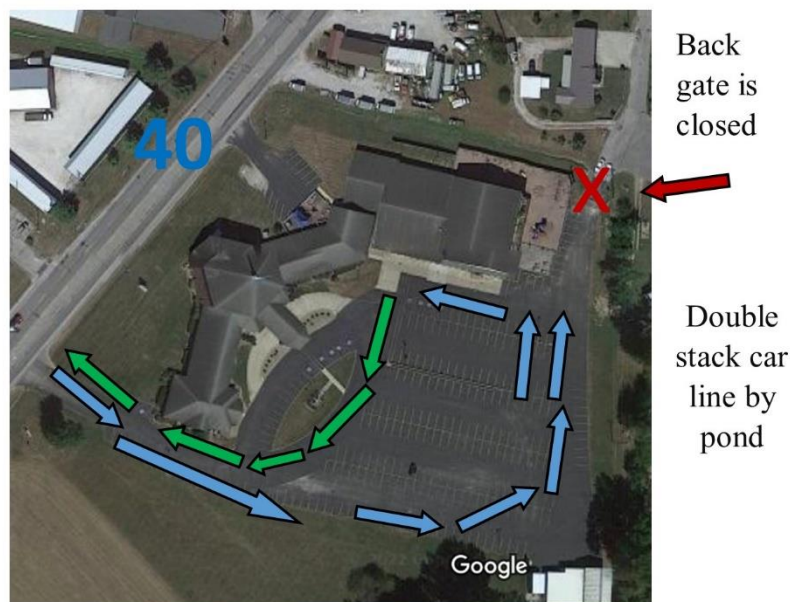 Back
gate is
closed
40
X
Double
stack car
line by
pond
Google